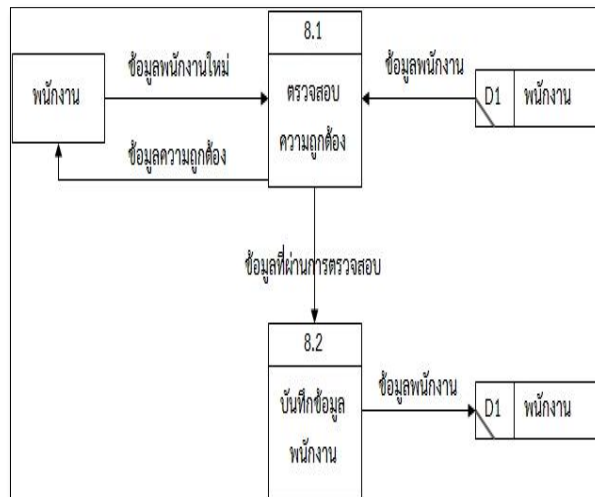 8.1
ข้อมูลพนักงานใหม่
ข้อมูลพนักงาน
พนักงาน
ตรวจสอบ
ความถูกต้อง
D1
พนักงาน
ข้อมูลความถูกต้อง
ข้อมูลที่ผ่านการตรวจสอบ
8.2
บันทึกข้อมูล
พนักงาน
ข้อมูลพนักงาน
D1
พนักงาน